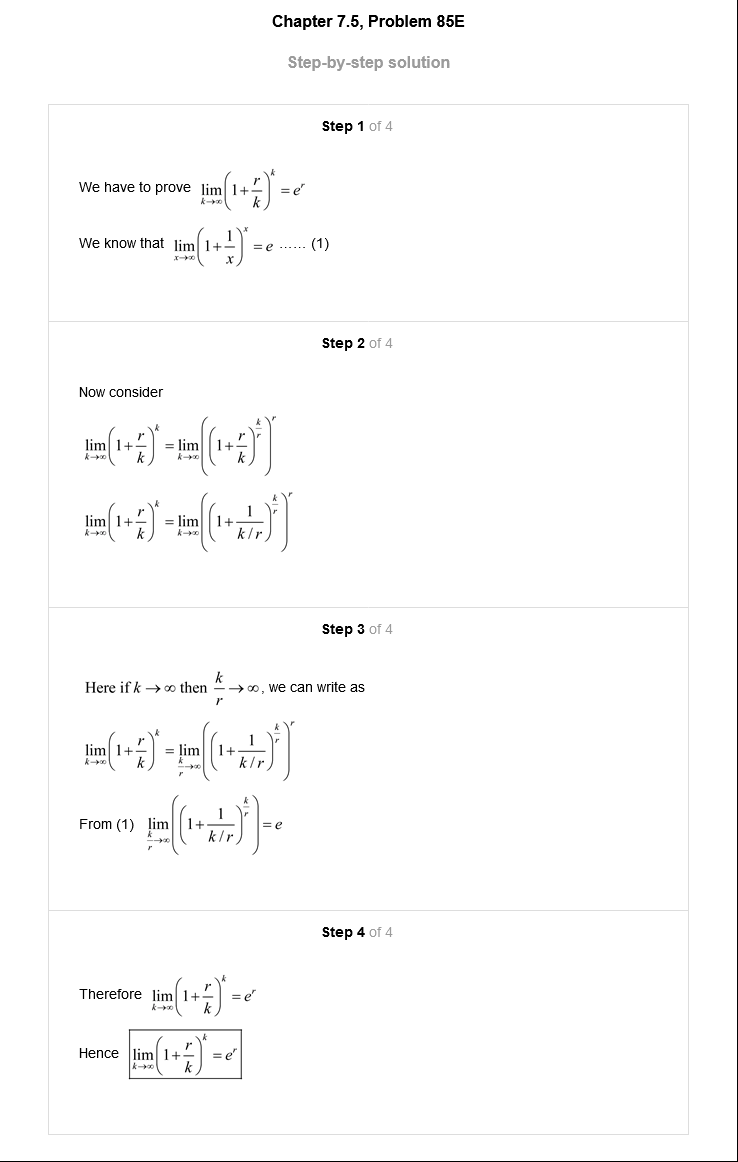 Chapter 7.5, Problem 85E
Step-by-step solution
Step 1 of 4
We have to prove $\lim_{k \to \infty} \left(1+\frac{r}{k}\right)^k = e^r$
We know that $\lim_{x \to \infty} \left(1+\frac{1}{x}\right)^x = e$ ...... (1)
Step 2 of 4
Now consider
$\lim_{k \to \infty} \left(1+\frac{r}{k}\right)^k = \lim_{k \to \infty} \left(\left(1+\frac{r}{k}\right)^{\frac{k}{r}}\right)^r$
$\lim_{k \to \infty} \left(1+\frac{r}{k}\right)^k = \lim_{k \to \infty} \left(\left(1+\frac{1}{k/r}\right)^{\frac{k}{r}}\right)^r$
Step 3 of 4
Here if $k \to \infty$ then $\frac{k}{r} \to \infty$, we can write as
$\lim_{k \to \infty} \left(1+\frac{r}{k}\right)^k = \lim_{\frac{k}{r} \to \infty} \left(\left(1+\frac{1}{k/r}\right)^{\frac{k}{r}}\right)^r$
From (1) $\lim_{\frac{k}{r} \to \infty} \left(\left(1+\frac{1}{k/r}\right)^{\frac{k}{r}}\right) = e$
Step 4 of 4
Therefore $\lim_{k \to \infty} \left(1+\frac{r}{k}\right)^k = e^r$
Hence $\lim_{k \to \infty} \left(1+\frac{r}{k}\right)^k = e^r$